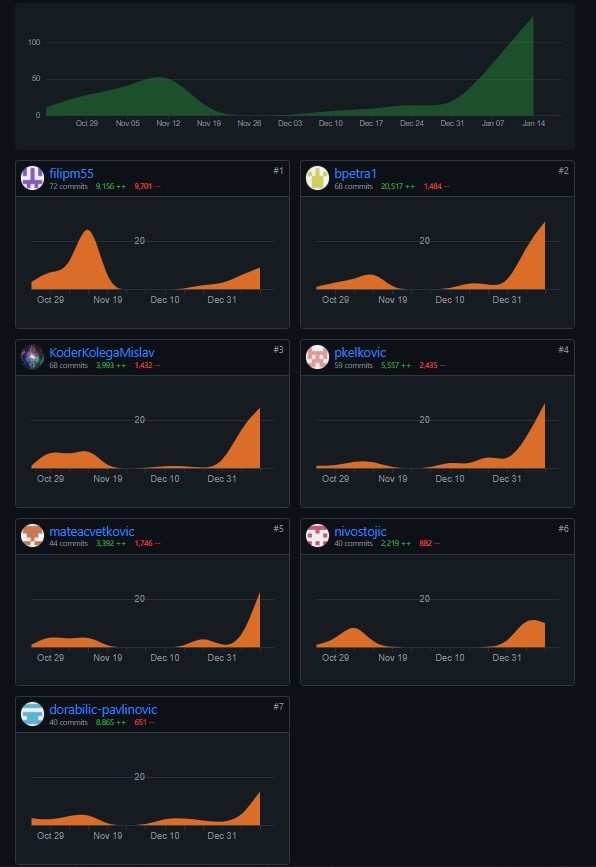 100
50
0
Oct 29 Nov 05 Nov 12 Nov 19 Nov 26 Dec 03 Dec 10 Dec 17 Dec 24 Dec 31 Jan 07 Jan 14
filipm55 #1
72 commits 9,156 ++ 9,701 --
20
Oct 29 Nov 19 Dec 10 Dec 31
bpetra1 #2
68 commits 20,517 ++ 1,484 --
20
Oct 29 Nov 19 Dec 10 Dec 31
KoderKolegaMislav #3
68 commits 3,993 ++ 1,432 --
20
Oct 29 Nov 19 Dec 10 Dec 31
pkelkovic #4
59 commits 5,557 ++ 2,435 --
20
Oct 29 Nov 19 Dec 10 Dec 31
mateacvetkovic #5
44 commits 3,392 ++ 1,746 --
20
Oct 29 Nov 19 Dec 10 Dec 31
nivostojic #6
40 commits 2,219 ++ 882 --
20
Oct 29 Nov 19 Dec 10 Dec 31
dorabilic-pavlinovic #7
40 commits 8,865 ++ 651 --
20
Oct 29 Nov 19 Dec 10 Dec 31